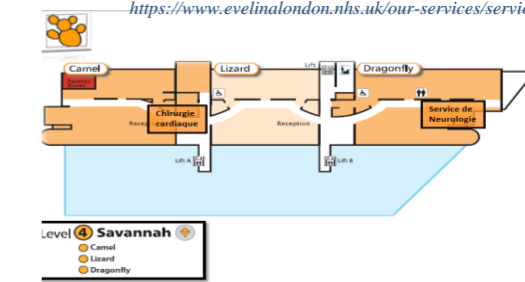 https://www.evelinalondon.nhs.uk/our-services/servic
Camel
Lizard
Lift
Dragonfly
Chirurgie
cardiaque
Service de
Neurologie
Recep
Reception
Lift A
Lift B
Level 4 Savannah
Camel
Lizard
Dragonfly